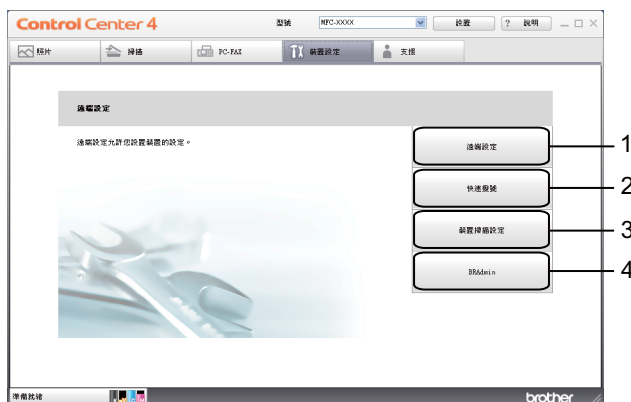 Control Center 4 型號 MFC-XXXX 設置 ? 說明
照片 掃描 PC-FAX 裝置設定 支援
遠端設定
遠端設定允許您設置裝置的設定。
遠端設定 1
快速撥號 2
裝置掃描設定 3
BRAdmin 4
準備就緒 K Y C M brother